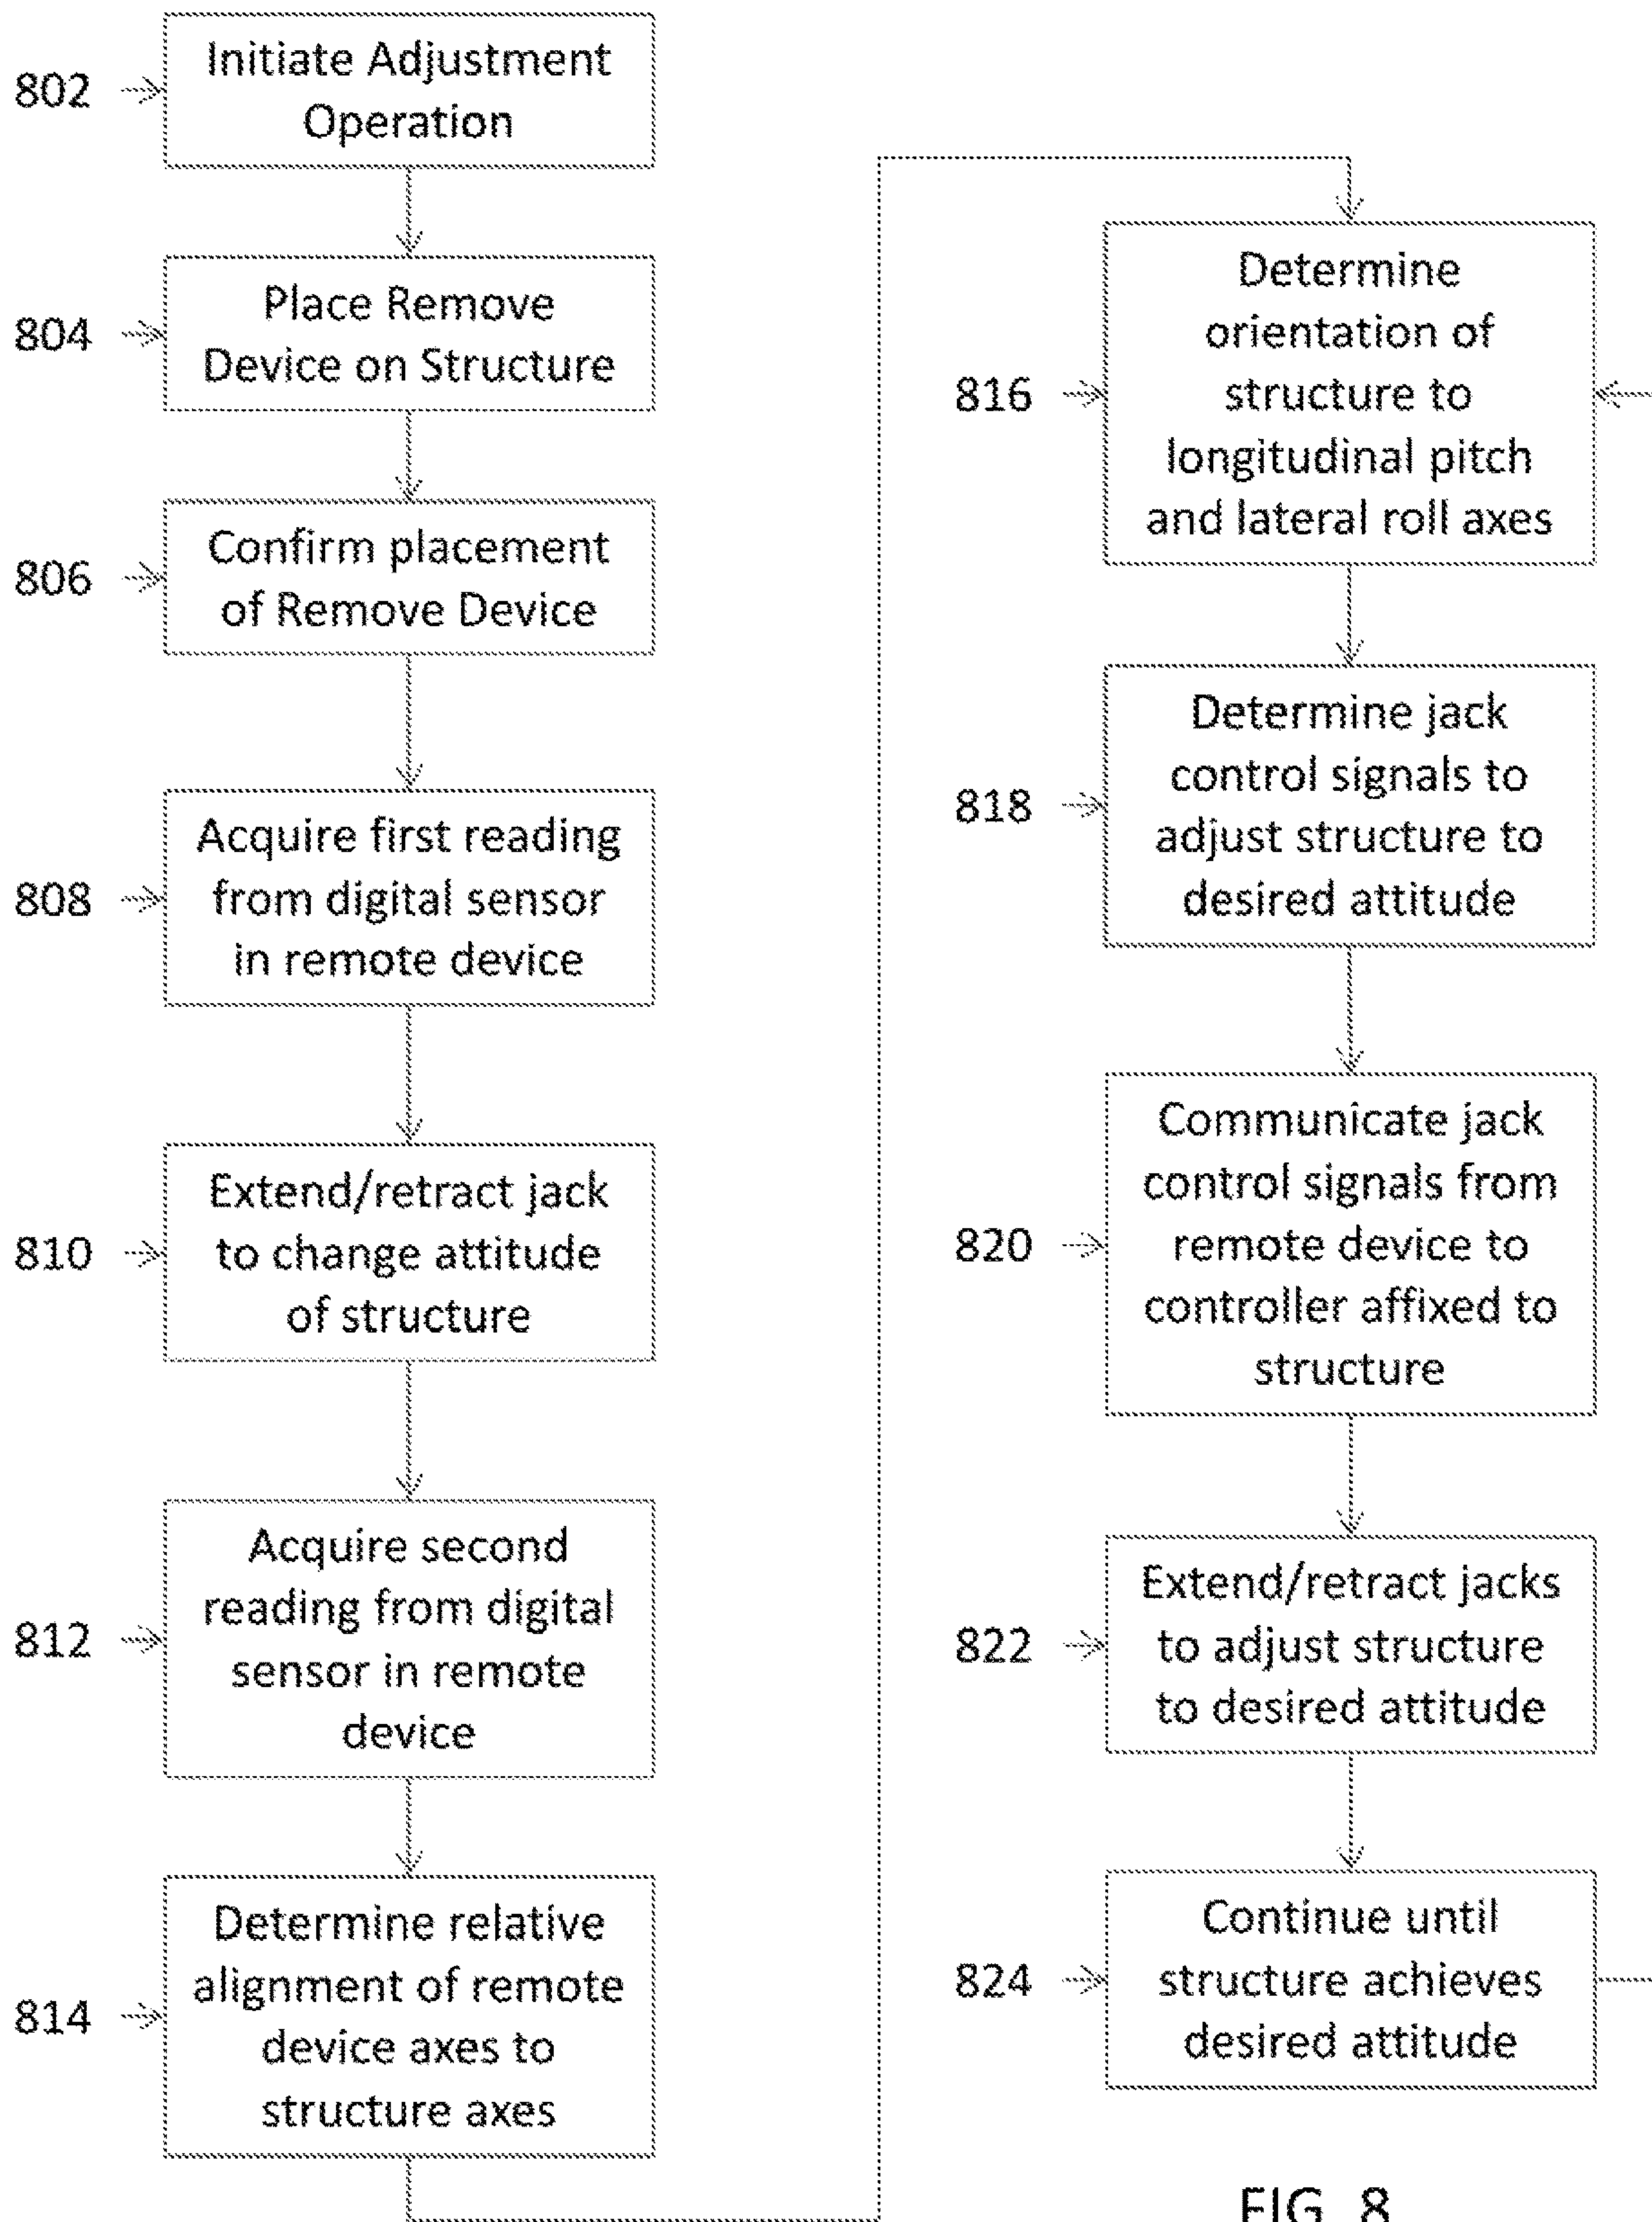 802
Initiate Adjustment
Operation
804
Place Remove
Device on Structure
806
Confirm placement
of Remove Device
808
Acquire first reading
from digital sensor
in remote device
810
Extend/retract jack
to change attitude
of structure
812
Acquire second
reading from digital
sensor in remote
device
814
Determine relative
alignment of remote
device axes to
structure axes
816
Determine
orientation of
structure to
longitudinal pitch
and lateral roll axes
818
Determine jack
control signals to
adjust structure to
desired attitude
820
Communicate jack
control signals from
remote device to
controller affixed to
structure
822
Extend/retract jacks
to adjust structure
to desired attitude
824
Continue until
structure achieves
desired attitude
FIG. 8